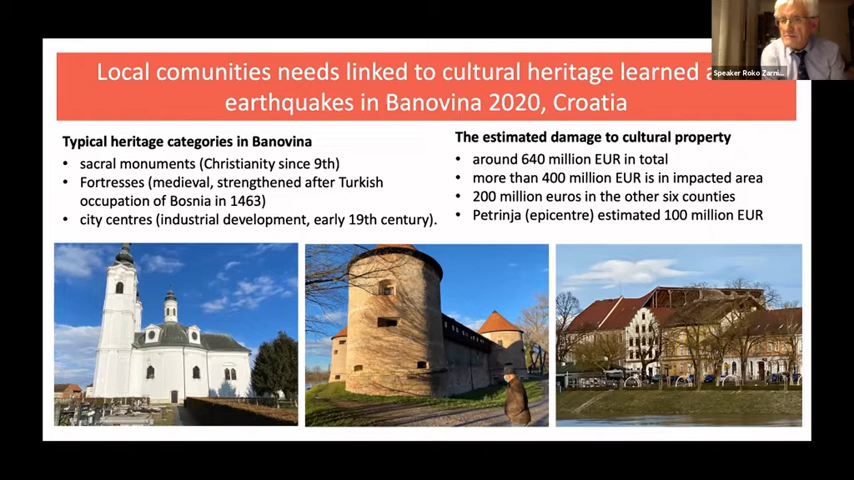 Local comunities needs linked to cultural heritage learned
earthquakes in Banovina 2020, Croatia
Speaker Roko Zarni...
Typical heritage categories in Banovina
• sacral monuments (Christianity since 9th)
• Fortresses (medieval, strengthened after Turkish
occupation of Bosnia in 1463)
• city centres (industrial development, early 19th century).
The estimated damage to cultural property
• around 640 million EUR in total
• more than 400 million EUR is in impacted area
• 200 million euros in the other six counties
• Petrinja (epicentre) estimated 100 million EUR